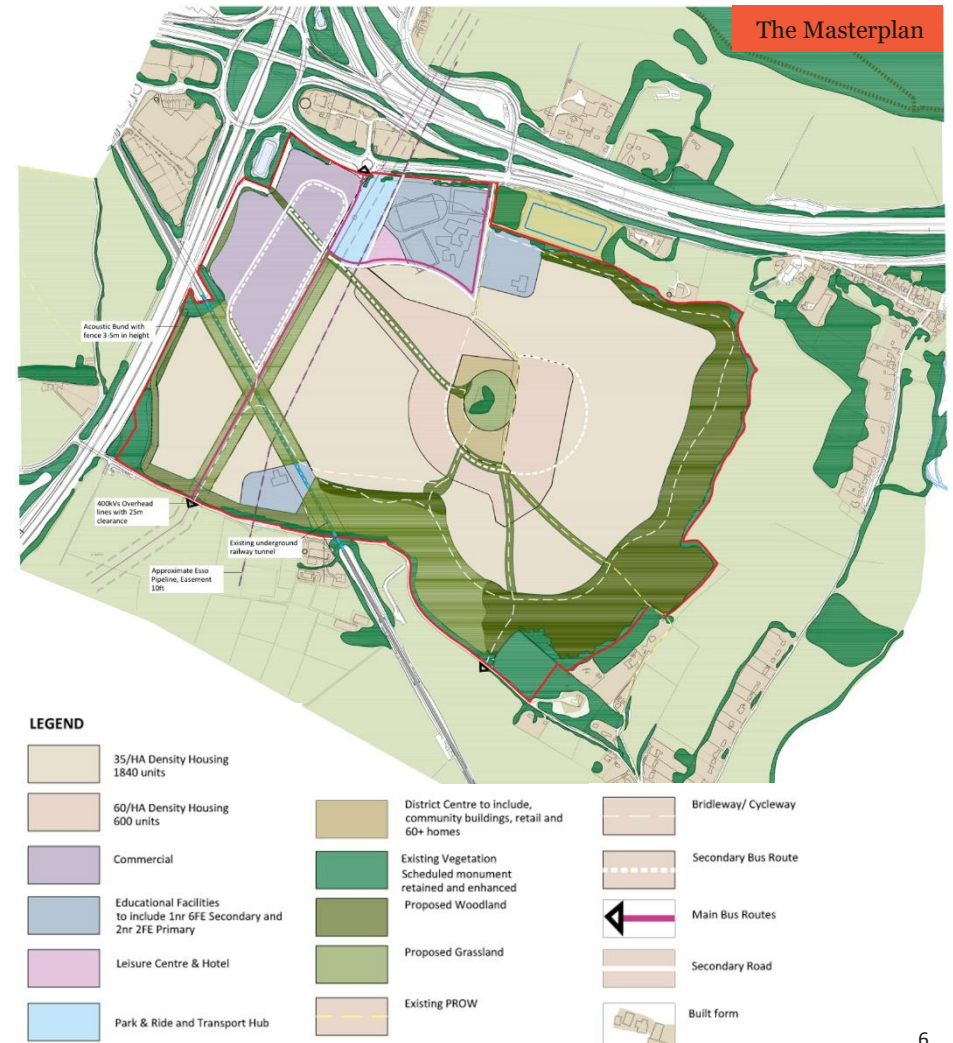 The Masterplan
Acoustic Bund with
fence 3-5m in height
400kVs Overhead
lines with 25m
clearance
Existing underground
railway tunnel
Approximate Esso
Pipeline, Easement
10ft
LEGEND
35/HA Density Housing
1840 units
60/HA Density Housing
600 units
Commercial
Educational Facilities
to include 1nr 6FE Secondary and
2nr 2FE Primary
Leisure Centre & Hotel
Park & Ride and Transport Hub
District Centre to include,
community buildings, retail and
60+ homes
Existing Vegetation
Scheduled monument
retained and enhanced
Proposed Woodland
Proposed Grassland
Existing PROW
Bridleway/ Cycleway
Secondary Bus Route
Main Bus Routes
Secondary Road
Built form
6